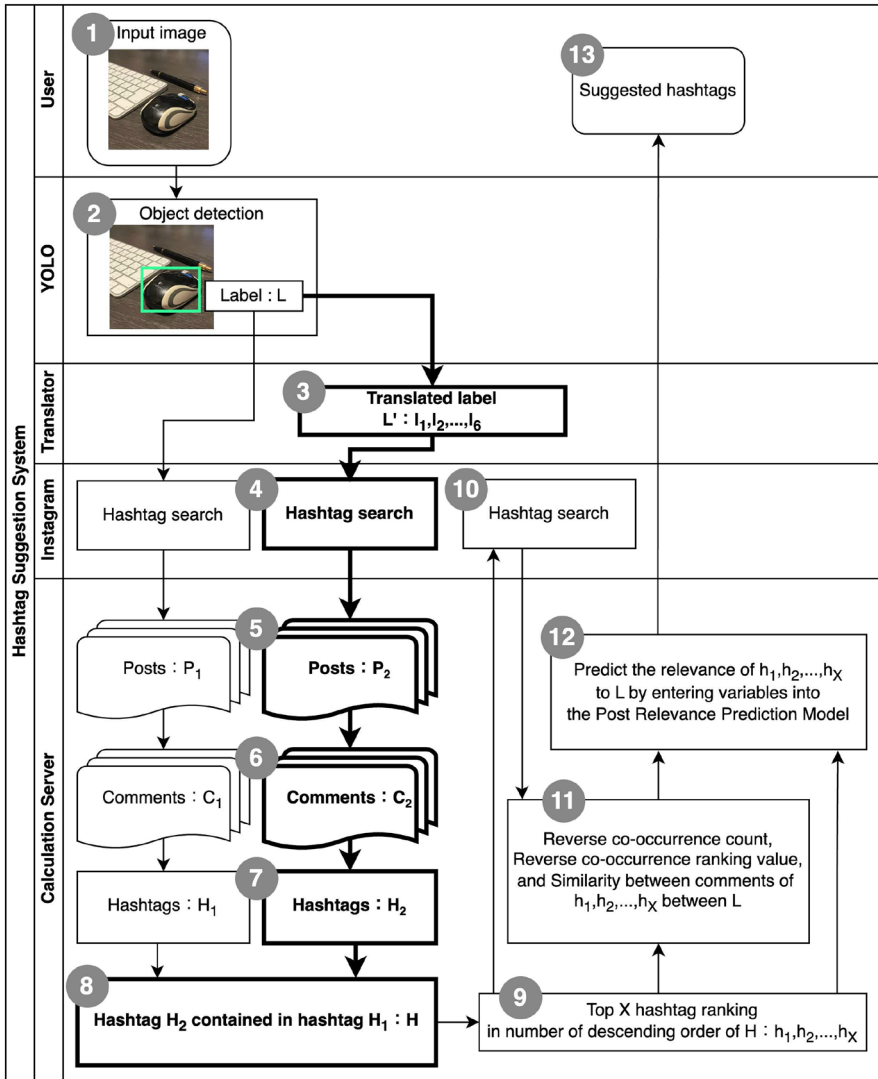 Hashtag Suggestion System
User
1
Input image
13
Suggested hashtags
YOLO
2
Object detection
Label : L
Translator
3
Translated label
L' : l₁,l₂,...,l₆
Instagram
Hashtag search
4
Hashtag search
10
Hashtag search
Calculation Server
Posts : P₁
5
Posts : P₂
Comments : C₁
6
Comments : C₂
Hashtags : H₁
7
Hashtags : H₂
8
Hashtag H₂ contained in hashtag H₁ : H
9
Top X hashtag ranking
in number of descending order of H : h₁,h₂,...,hX
11
Reverse co-occurrence count,
Reverse co-occurrence ranking value,
and Similarity between comments of
h₁,h₂,...,hX between L
12
Predict the relevance of h₁,h₂,...,hX
to L by entering variables into
the Post Relevance Prediction Model